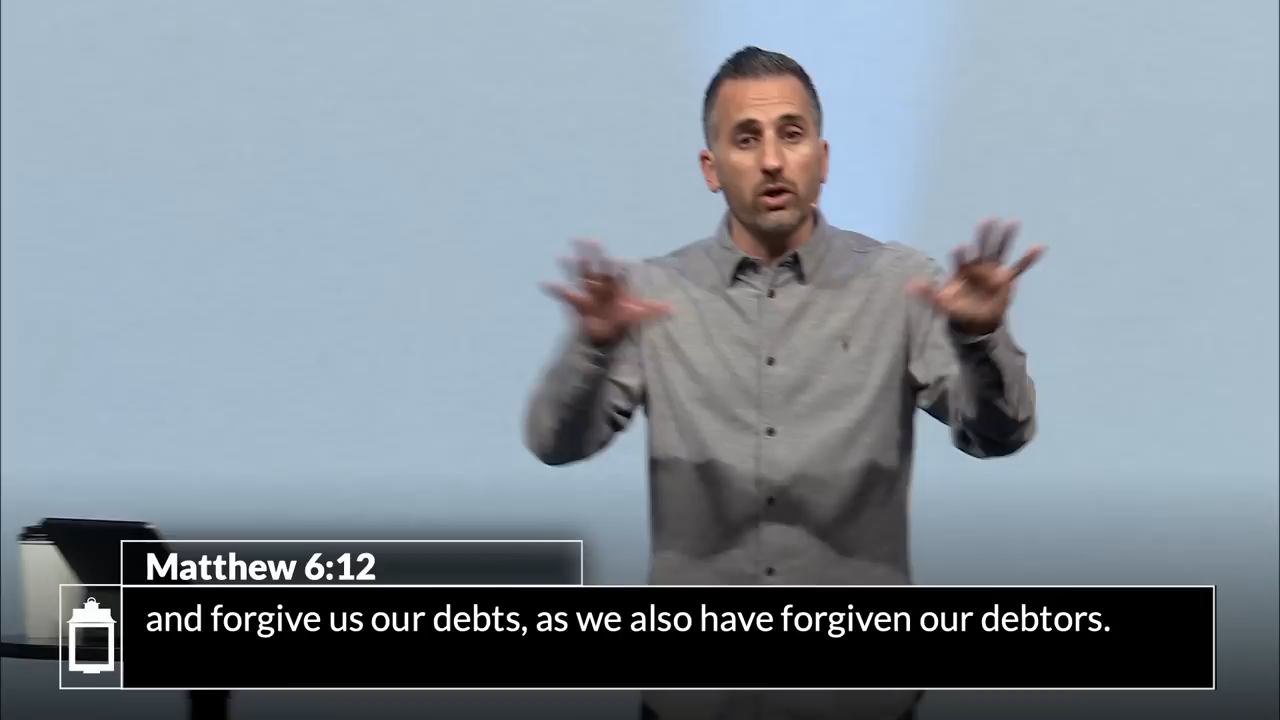 Matthew 6:12
and forgive us our debts, as we also have forgiven our debtors.